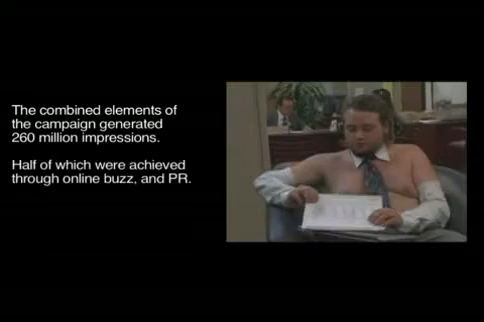 The combined elements of
the campaign generated
260 million impressions.
Half of which were achieved
through online buzz, and PR.